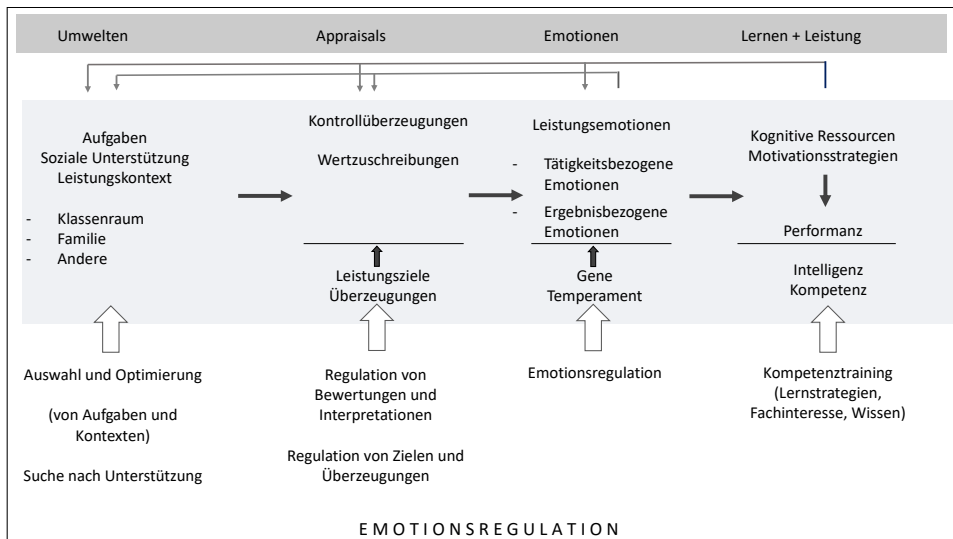 Umwelten
Appraisals
Emotionen
Lernen + Leistung
Aufgaben
Soziale Unterstützung
Leistungskontext
- Klassenraum
- Familie
- Andere
Kontrollüberzeugungen
Wertzuschreibungen
Leistungsziele
Überzeugungen
Leistungsemotionen
- Tätigkeitsbezogene
Emotionen
- Ergebnisbezogene
Emotionen
Gene
Temperament
Kognitive Ressourcen
Motivationsstrategien
Performanz
Intelligenz
Kompetenz
Auswahl und Optimierung
(von Aufgaben und
Kontexten)
Suche nach Unterstützung
Regulation von
Bewertungen und
Interpretationen
Regulation von Zielen und
Überzeugungen
Emotionsregulation
Kompetenztraining
(Lernstrategien,
Fachinteresse, Wissen)
EMOTIONSREGULATION